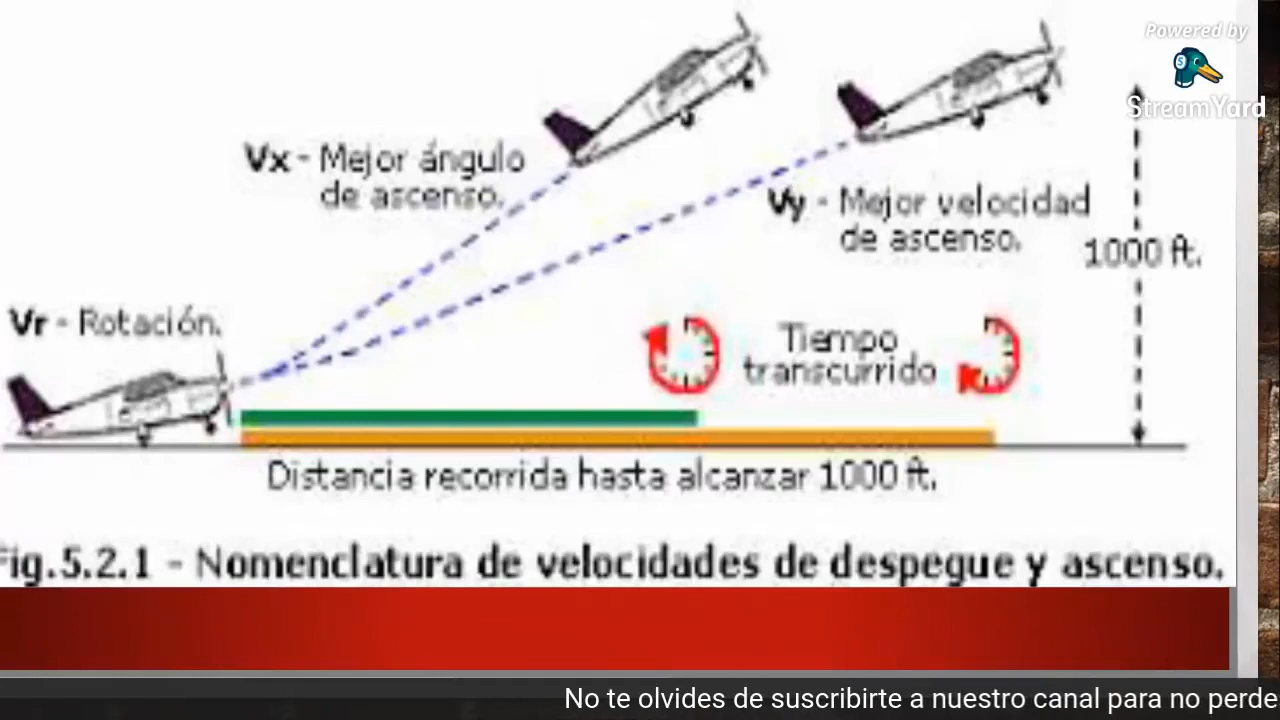 Powered by
StreamYard
Vx - Mejor ángulo
de ascenso.
Vy - Mejor velocidad
de ascenso.
1000 ft.
Vr - Rotación.
Tiempo
transcurrido
Distancia recorrida hasta alcanzar 1000 ft.
Fig.5.2.1 - Nomenclatura de velocidades de despegue y ascenso.
No te olvides de suscribirte a nuestro canal para no perde